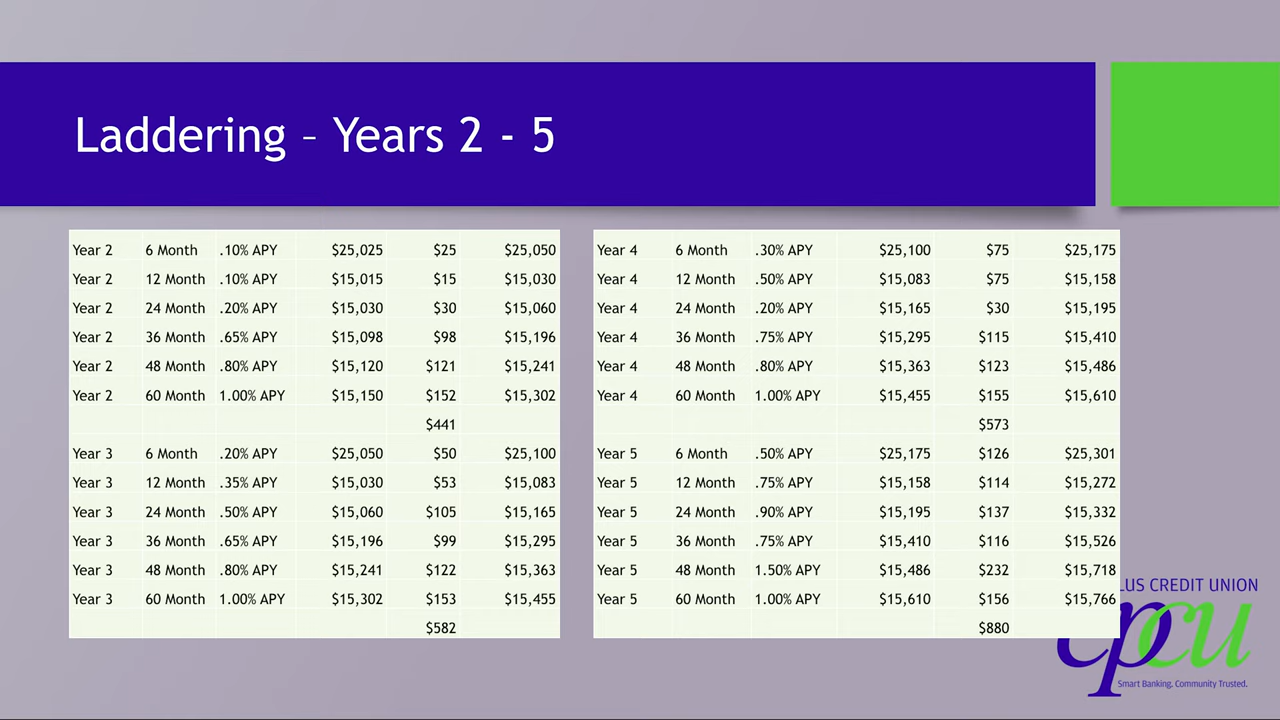 Laddering – Years 2 - 5
Year 2 6 Month .10% APY $25,025 $25 $25,050
Year 2 12 Month .10% APY $15,015 $15 $15,030
Year 2 24 Month .20% APY $15,030 $30 $15,060
Year 2 36 Month .65% APY $15,098 $98 $15,196
Year 2 48 Month .80% APY $15,120 $121 $15,241
Year 2 60 Month 1.00% APY $15,150 $152 $15,302
$441
Year 3 6 Month .20% APY $25,050 $50 $25,100
Year 3 12 Month .35% APY $15,030 $53 $15,083
Year 3 24 Month .50% APY $15,060 $105 $15,165
Year 3 36 Month .65% APY $15,196 $99 $15,295
Year 3 48 Month .80% APY $15,241 $122 $15,363
Year 3 60 Month 1.00% APY $15,302 $153 $15,455
$582
Year 4 6 Month .30% APY $25,100 $75 $25,175
Year 4 12 Month .50% APY $15,083 $75 $15,158
Year 4 24 Month .20% APY $15,165 $30 $15,195
Year 4 36 Month .75% APY $15,295 $115 $15,410
Year 4 48 Month .80% APY $15,363 $123 $15,486
Year 4 60 Month 1.00% APY $15,455 $155 $15,610
$573
Year 5 6 Month .50% APY $25,175 $126 $25,301
Year 5 12 Month .75% APY $15,158 $114 $15,272
Year 5 24 Month .90% APY $15,195 $137 $15,332
Year 5 36 Month .75% APY $15,410 $116 $15,526
Year 5 48 Month 1.50% APY $15,486 $232 $15,718
Year 5 60 Month 1.00% APY $15,610 $156 $15,766
$880
LUS CREDIT UNION
cpcu
Smart Banking. Community Trusted.